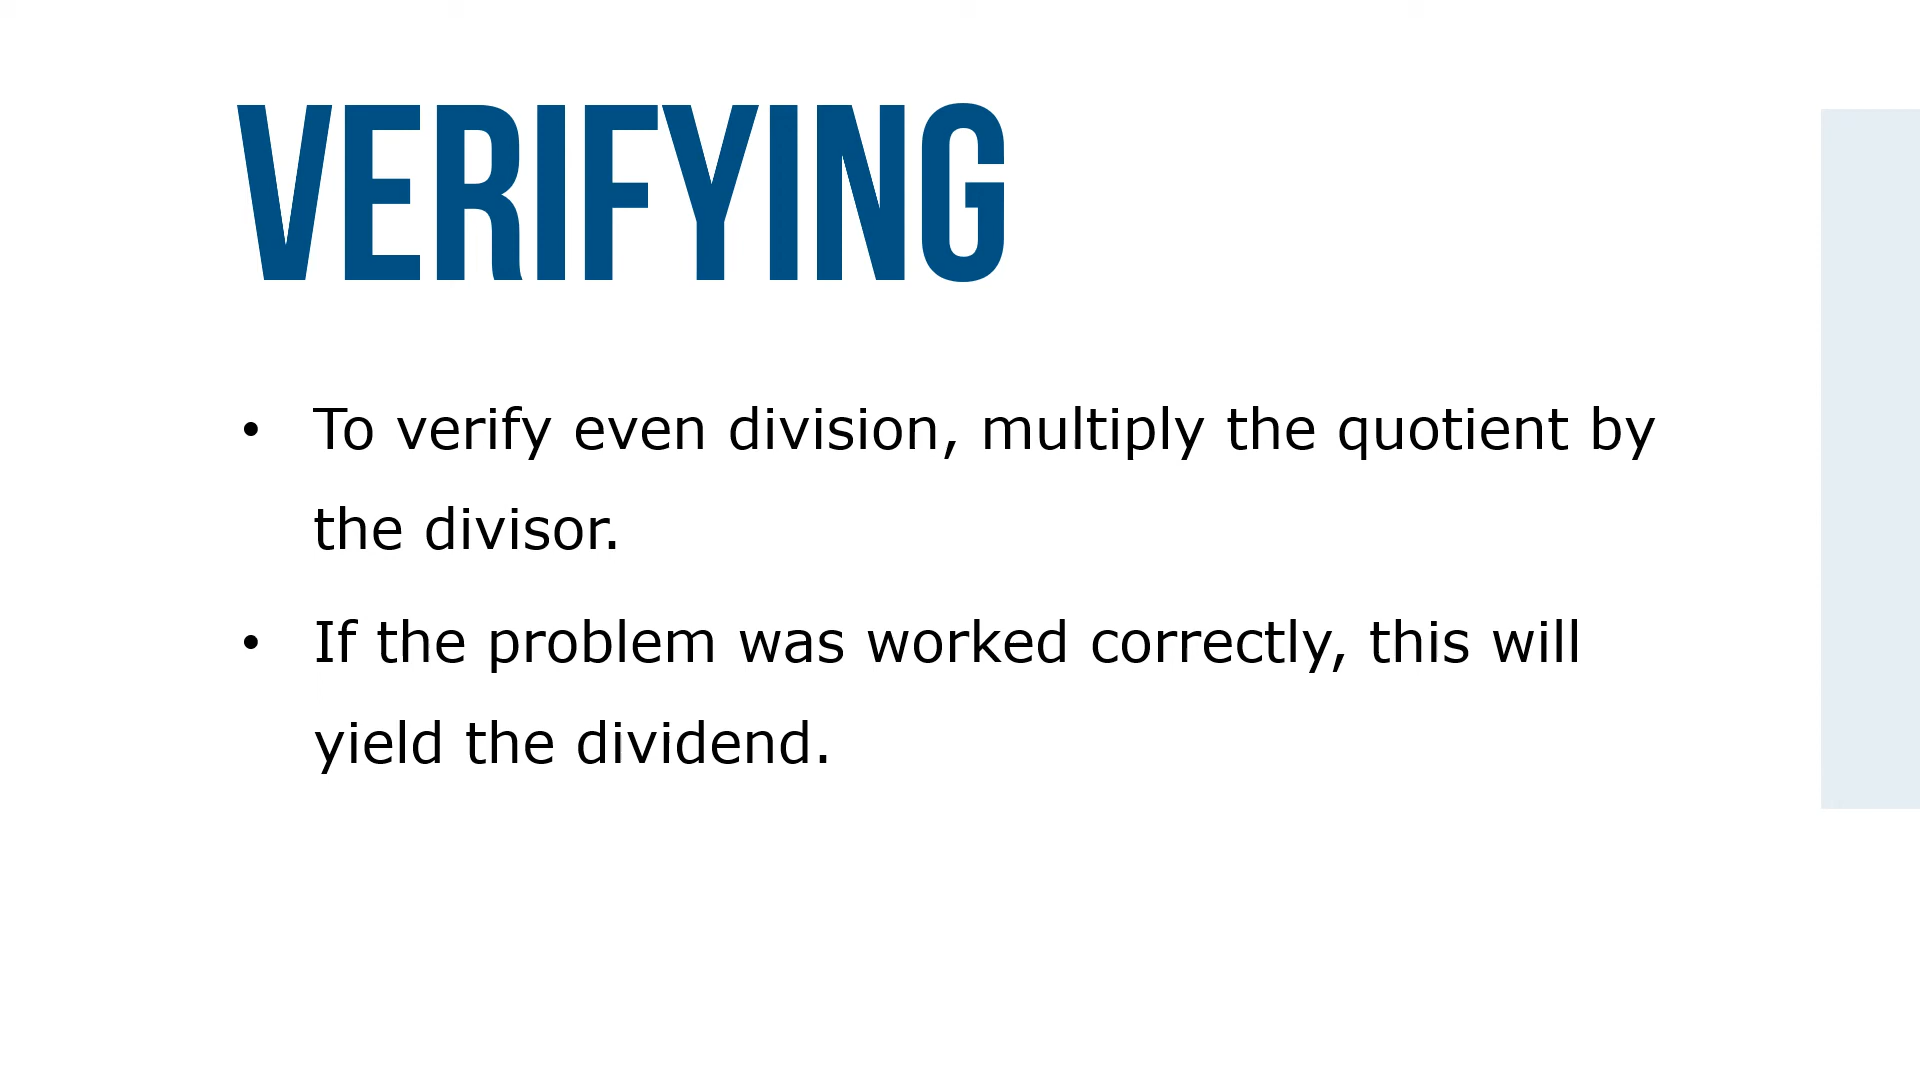 VERIFYING
• To verify even division, multiply the quotient by
the divisor.
• If the problem was worked correctly, this will
yield the dividend.